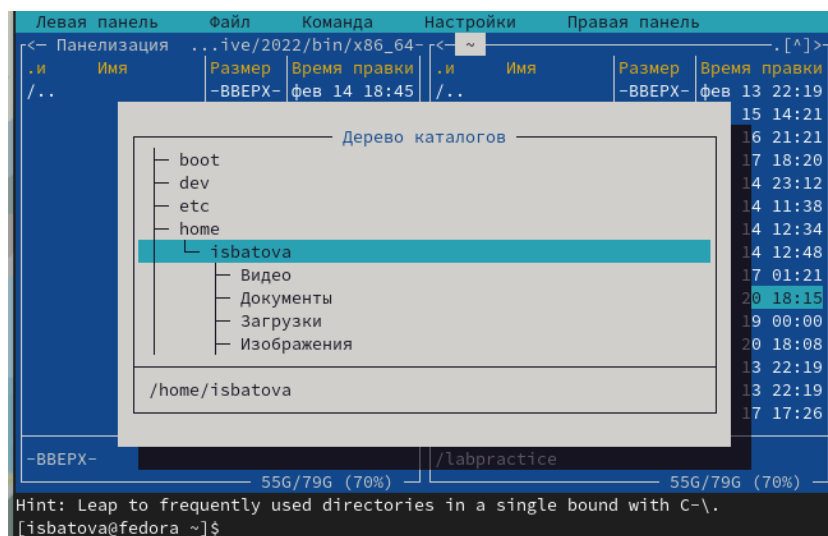 Левая панель Файл Команда Настройки Правая панель
<— Панелизация ...ive/2022/bin/x86_64- <— ~ .[^]>
.и Имя Размер Время правки .и Имя Размер Время правки
/.. -ВВЕРХ- фев 14 18:45 /.. -ВВЕРХ- фев 13 22:19
15 14:21
Дерево каталогов 16 21:21
boot 17 18:20
dev 14 23:12
etc 14 11:38
home 14 12:34
isbatova 14 12:48
Видео 17 01:21
Документы 20 18:15
Загрузки 19 00:00
Изображения 20 18:08
13 22:19
/home/isbatova 13 22:19
17 17:26
-ВВЕРХ- /labpractice
55G/79G (70%) 55G/79G (70%)
Hint: Leap to frequently used directories in a single bound with C-\.
[isbatova@fedora ~]$